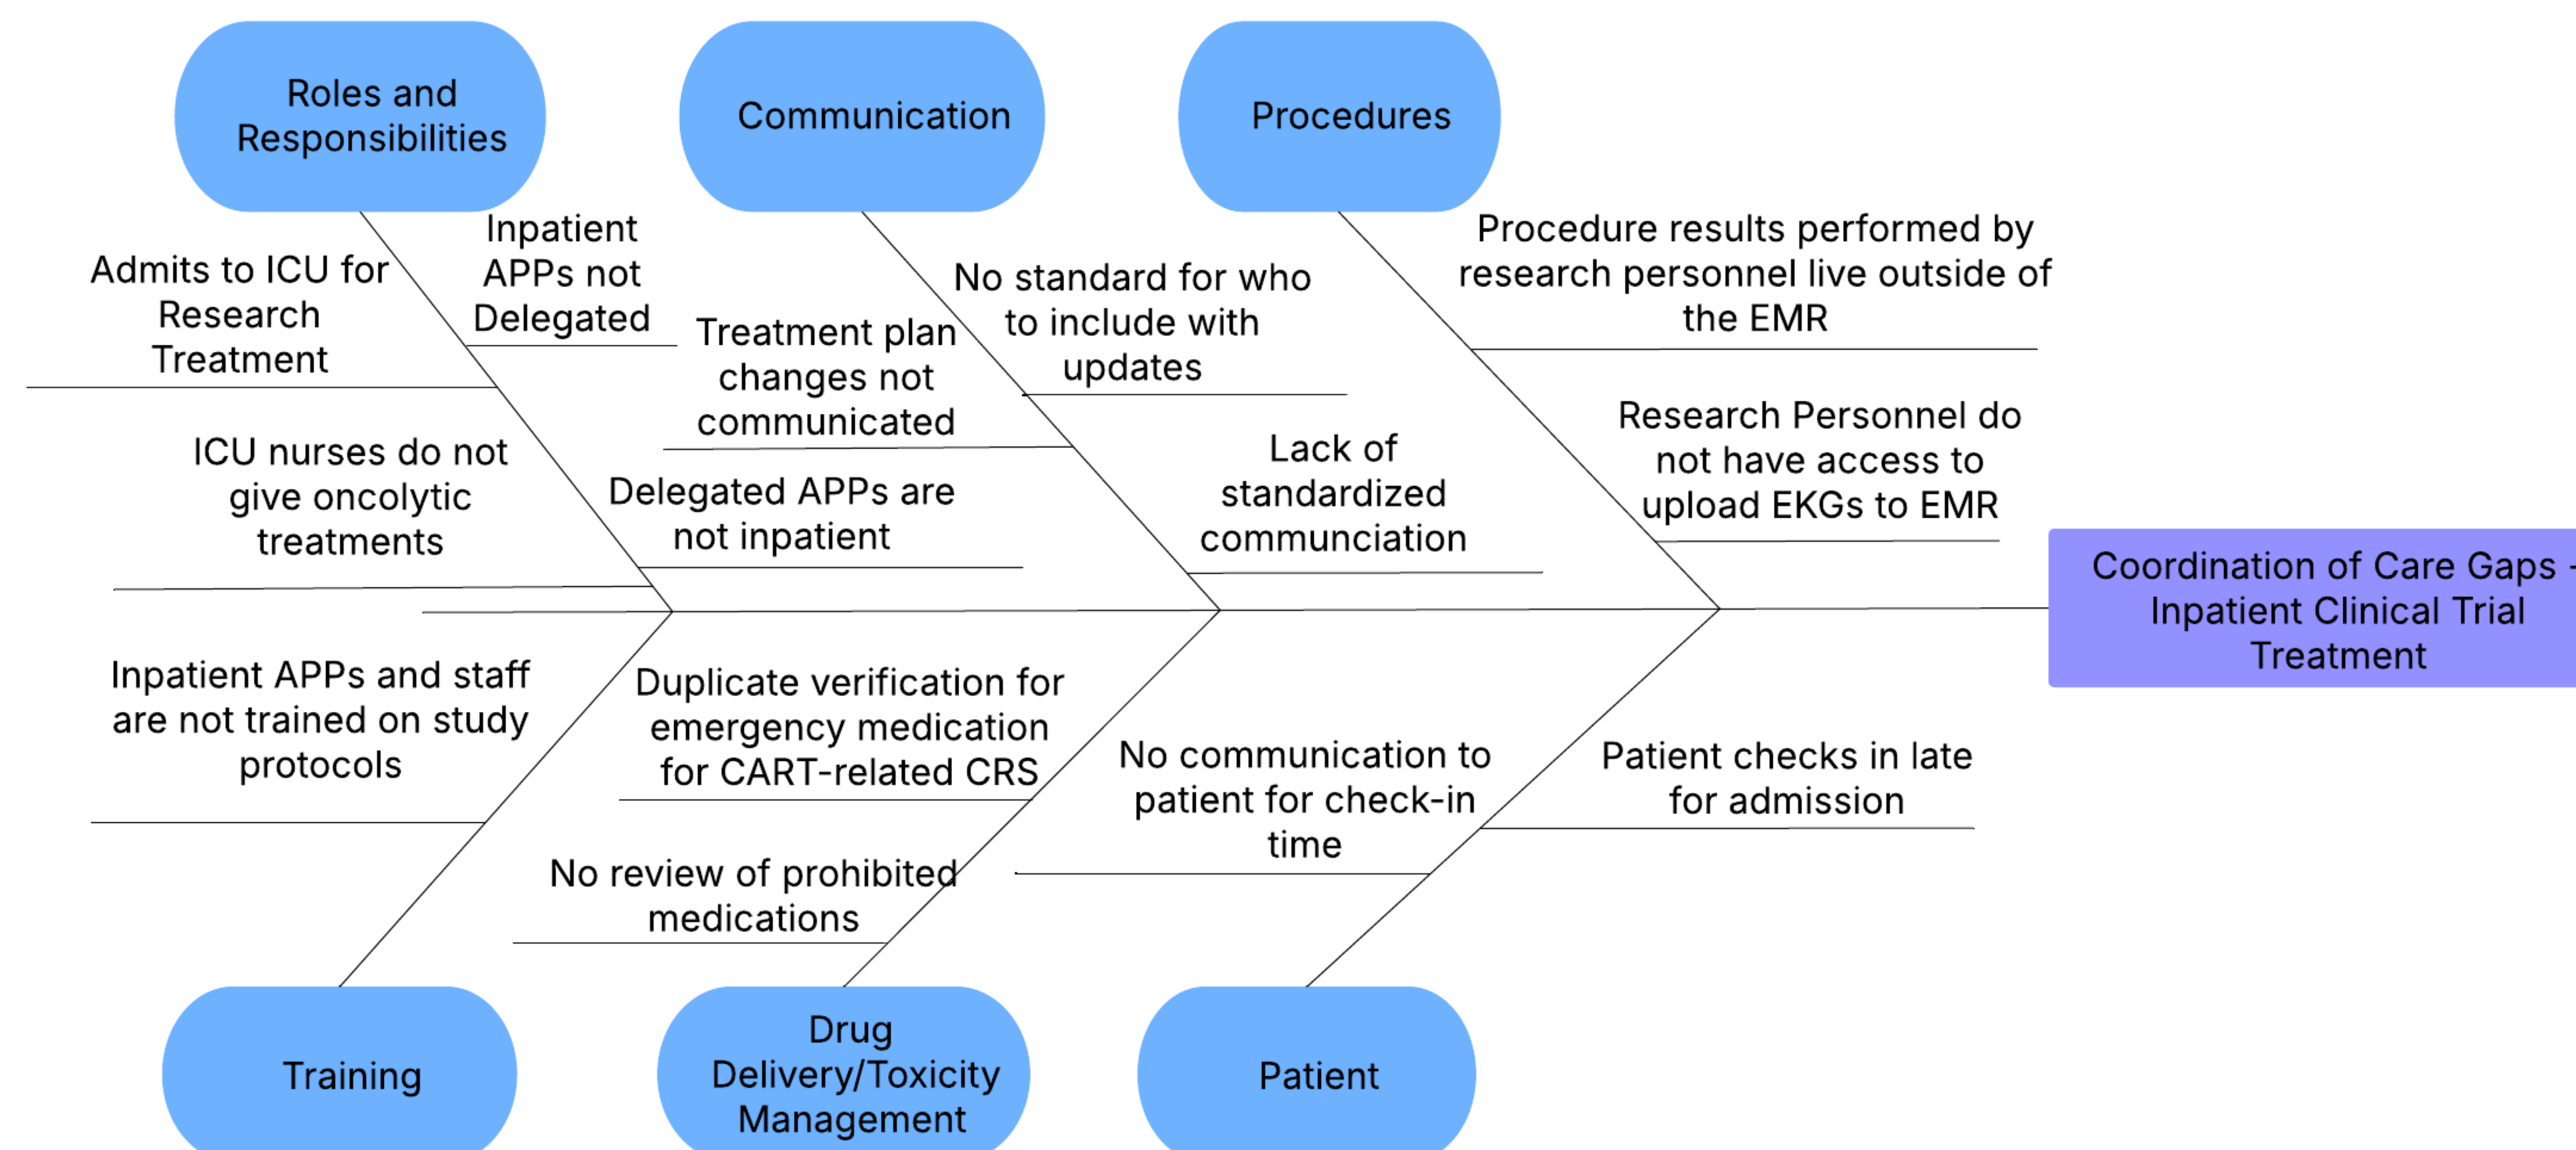 Roles and
Responsibilities
Communication
Procedures
Admits to ICU for
Research
Treatment
Inpatient
APPs not
Delegated
ICU nurses do not
give oncolytic
treatments
Delegated APPs are
not inpatient
Treatment plan
changes not
communicated
No standard for who
to include with
updates
Lack of
standardized
communciation
Procedure results performed by
research personnel live outside of
the EMR
Research Personnel do
not have access to
upload EKGs to EMR
Coordination of Care Gaps -
Inpatient Clinical Trial
Treatment
Inpatient APPs and staff
are not trained on study
protocols
Duplicate verification for
emergency medication
for CART-related CRS
No review of prohibited
medications
No communication to
patient for check-in
time
Patient checks in late
for admission
Training
Drug
Delivery/Toxicity
Management
Patient